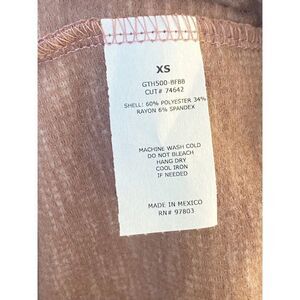 XS
GTH500-BFBB
CUT# 74642
SHELL: 60% POLYESTER 34%
RAYON 6% SPANDEX
MACHINE WASH COLD
DO NOT BLEACH
HANG DRY
COOL IRON
IF NEEDED
MADE IN MEXICO
RN# 97803